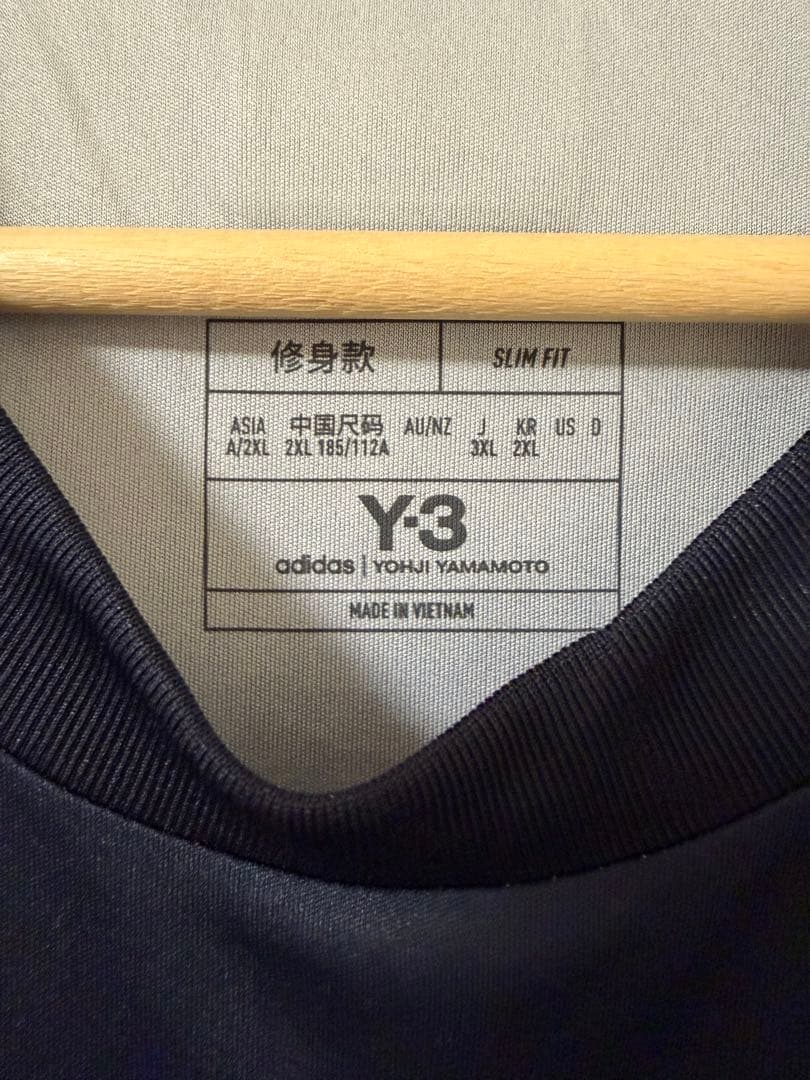 修身款 SLIM FIT
ASIA 中国尺码 AU/NZ J KR US D
A/2XL 2XL 185/112A 3XL 2XL
Y-3
adidas | YOHJI YAMAMOTO
MADE IN VIETNAM